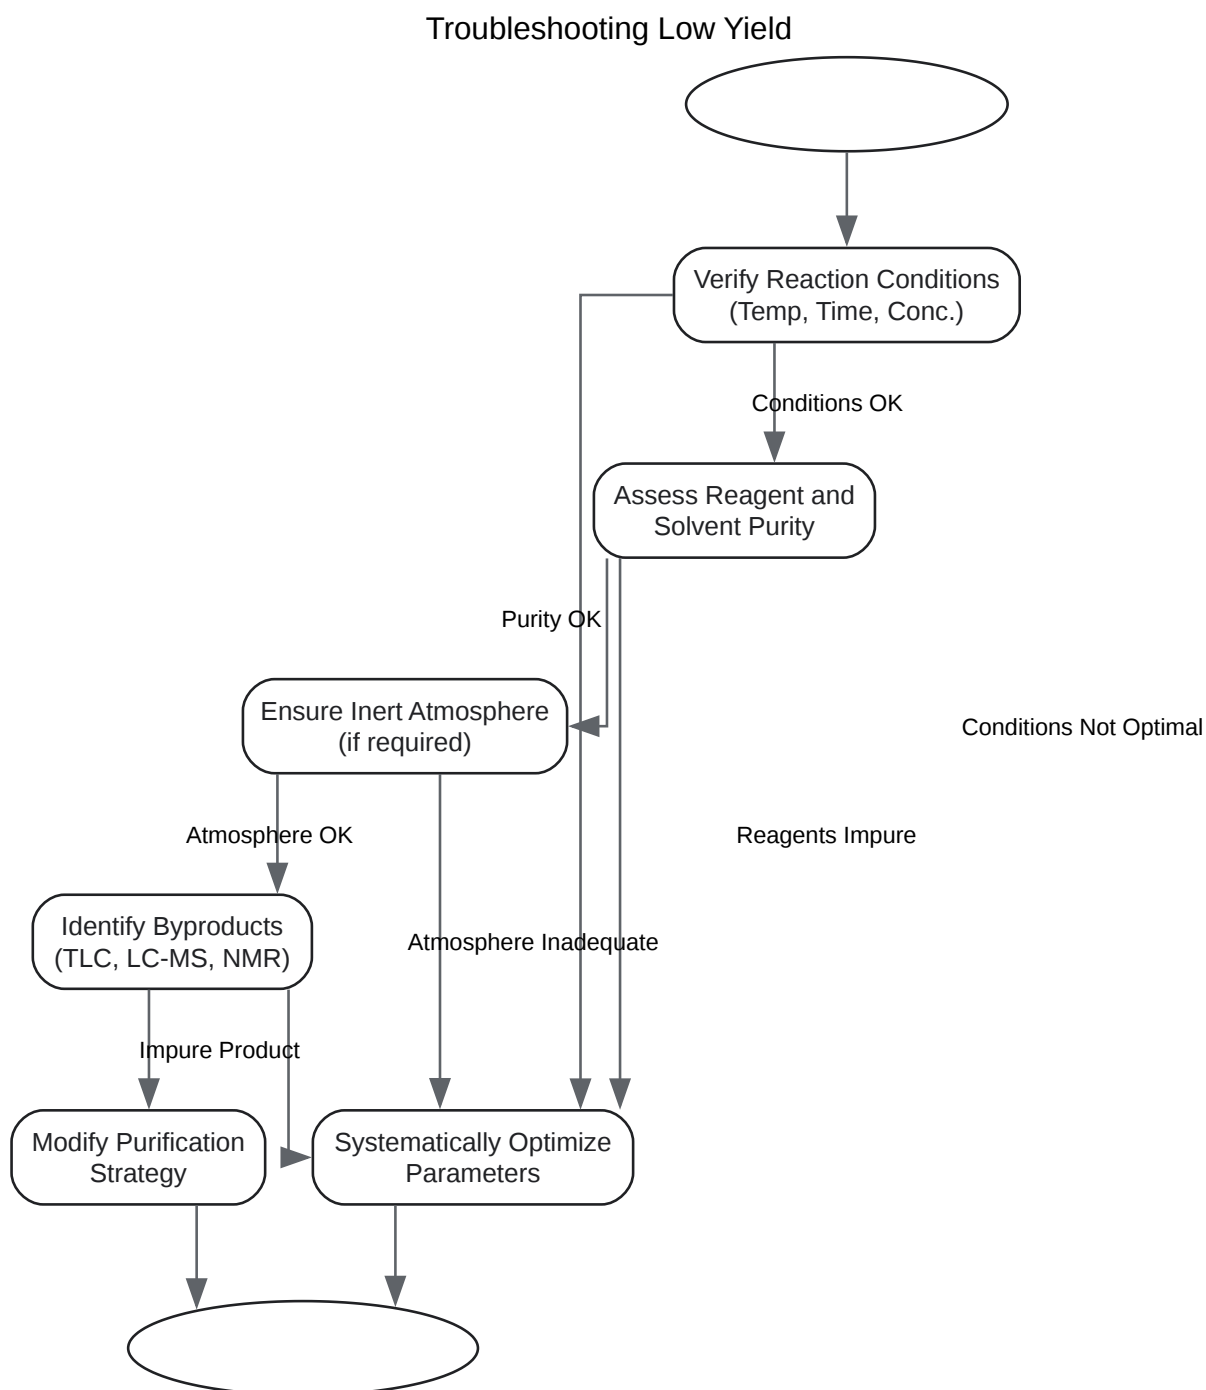 Troubleshooting Low Yield
Verify Reaction Conditions
(Temp, Time, Conc.)
Conditions OK
Assess Reagent and
Solvent Purity
Purity OK
Ensure Inert Atmosphere
(if required)
Conditions Not Optimal
Atmosphere OK
Reagents Impure
Identify Byproducts
(TLC, LC-MS, NMR)
Atmosphere Inadequate
Impure Product
Modify Purification
Strategy
Systematically Optimize
Parameters